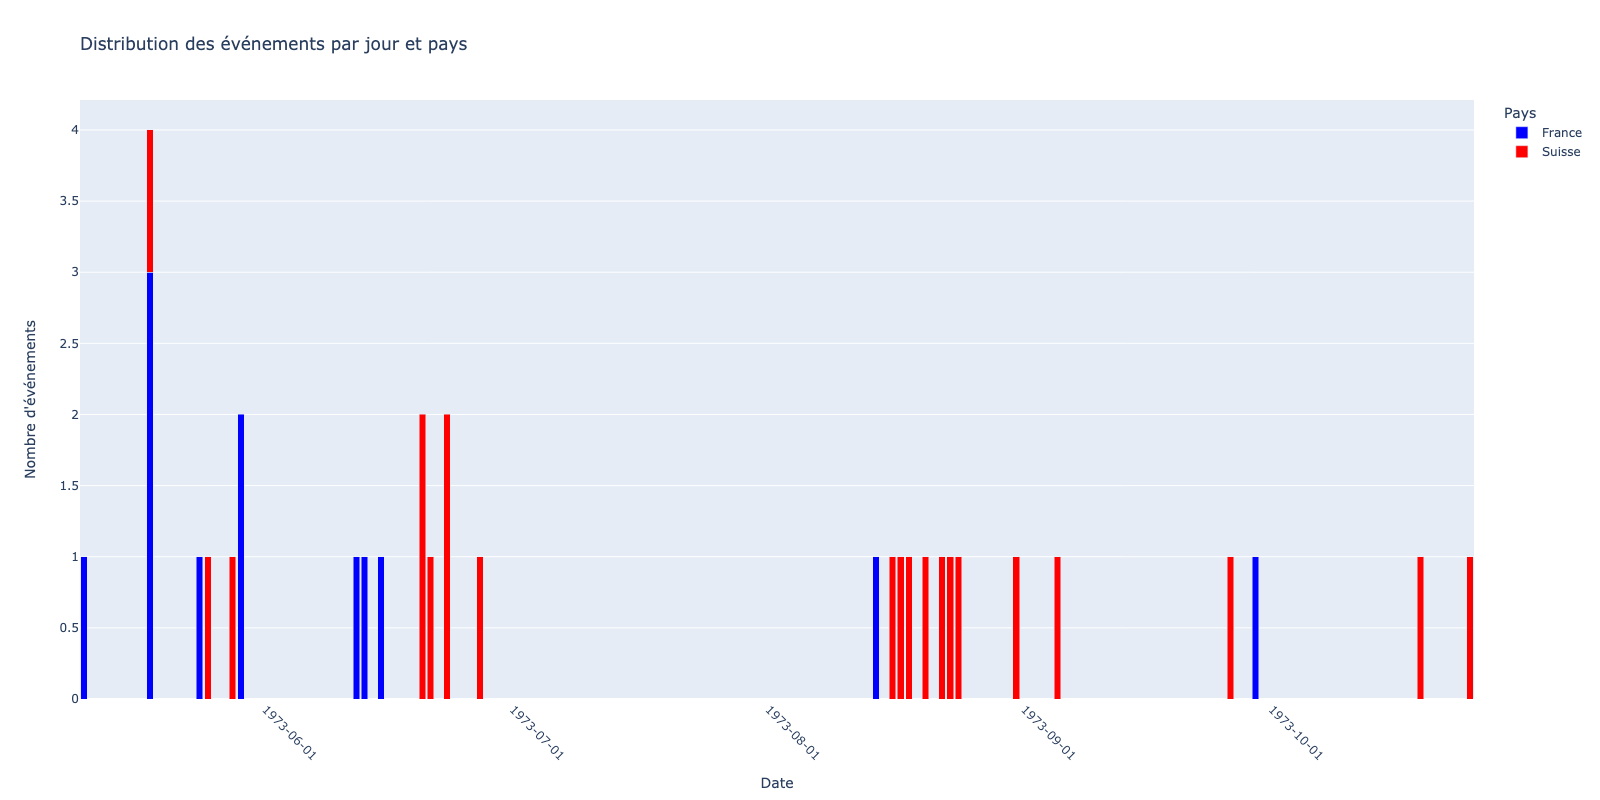 Distribution des événements par jour et pays
Pays
France
Suisse
4
3.5
3
2.5
2
1.5
1
0.5
0
Nombre d'événements
1973-06-01
1973-07-01
1973-08-01
1973-09-01
1973-10-01
Date